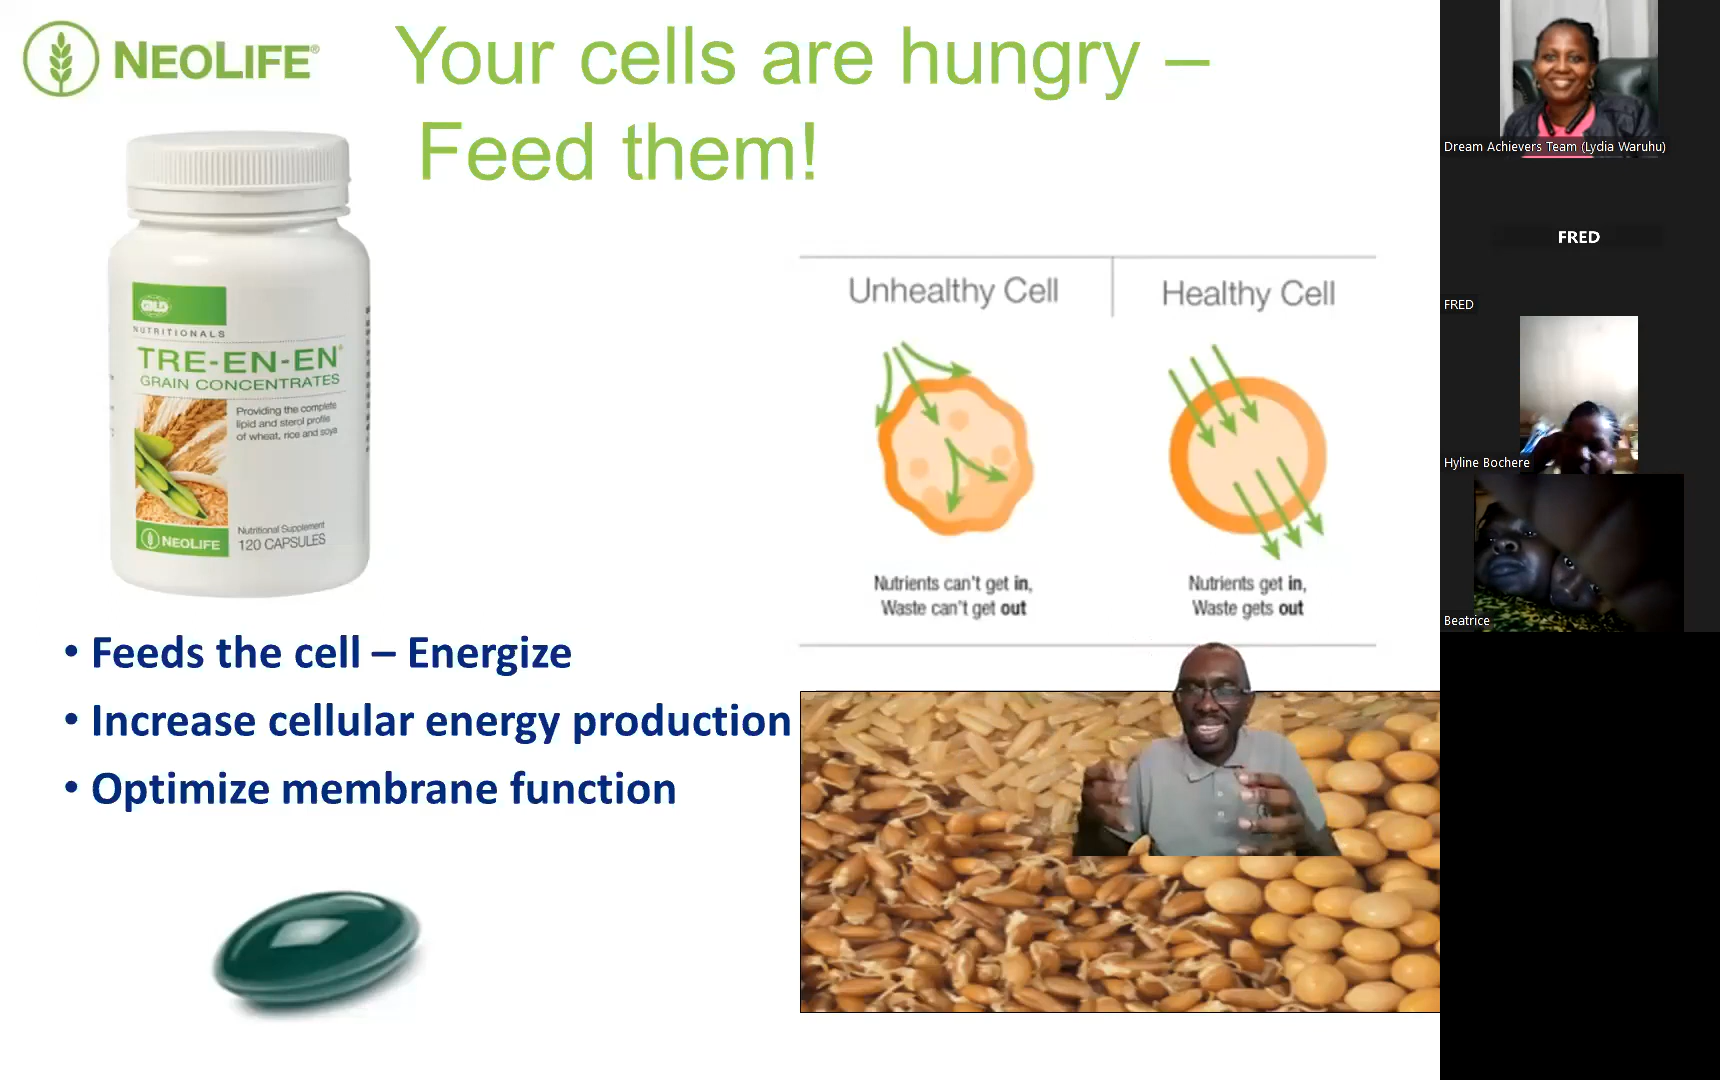 NEOLIFE®
Your cells are hungry –
Feed them!
GNLD
NUTRITIONALS
TRE-EN-EN®
GRAIN CONCENTRATES
Providing the complete
lipid and sterol profile
of wheat, rice and soya
NEOLIFE
Nutritional Supplement
120 CAPSULES
Unhealthy Cell
Healthy Cell
Nutrients can't get in,
Waste can't get out
Nutrients get in,
Waste gets out
• Feeds the cell – Energize
• Increase cellular energy production
• Optimize membrane function
Dream Achievers Team (Lydia Waruhu)
FRED
FRED
Hyline Bochere
Beatrice